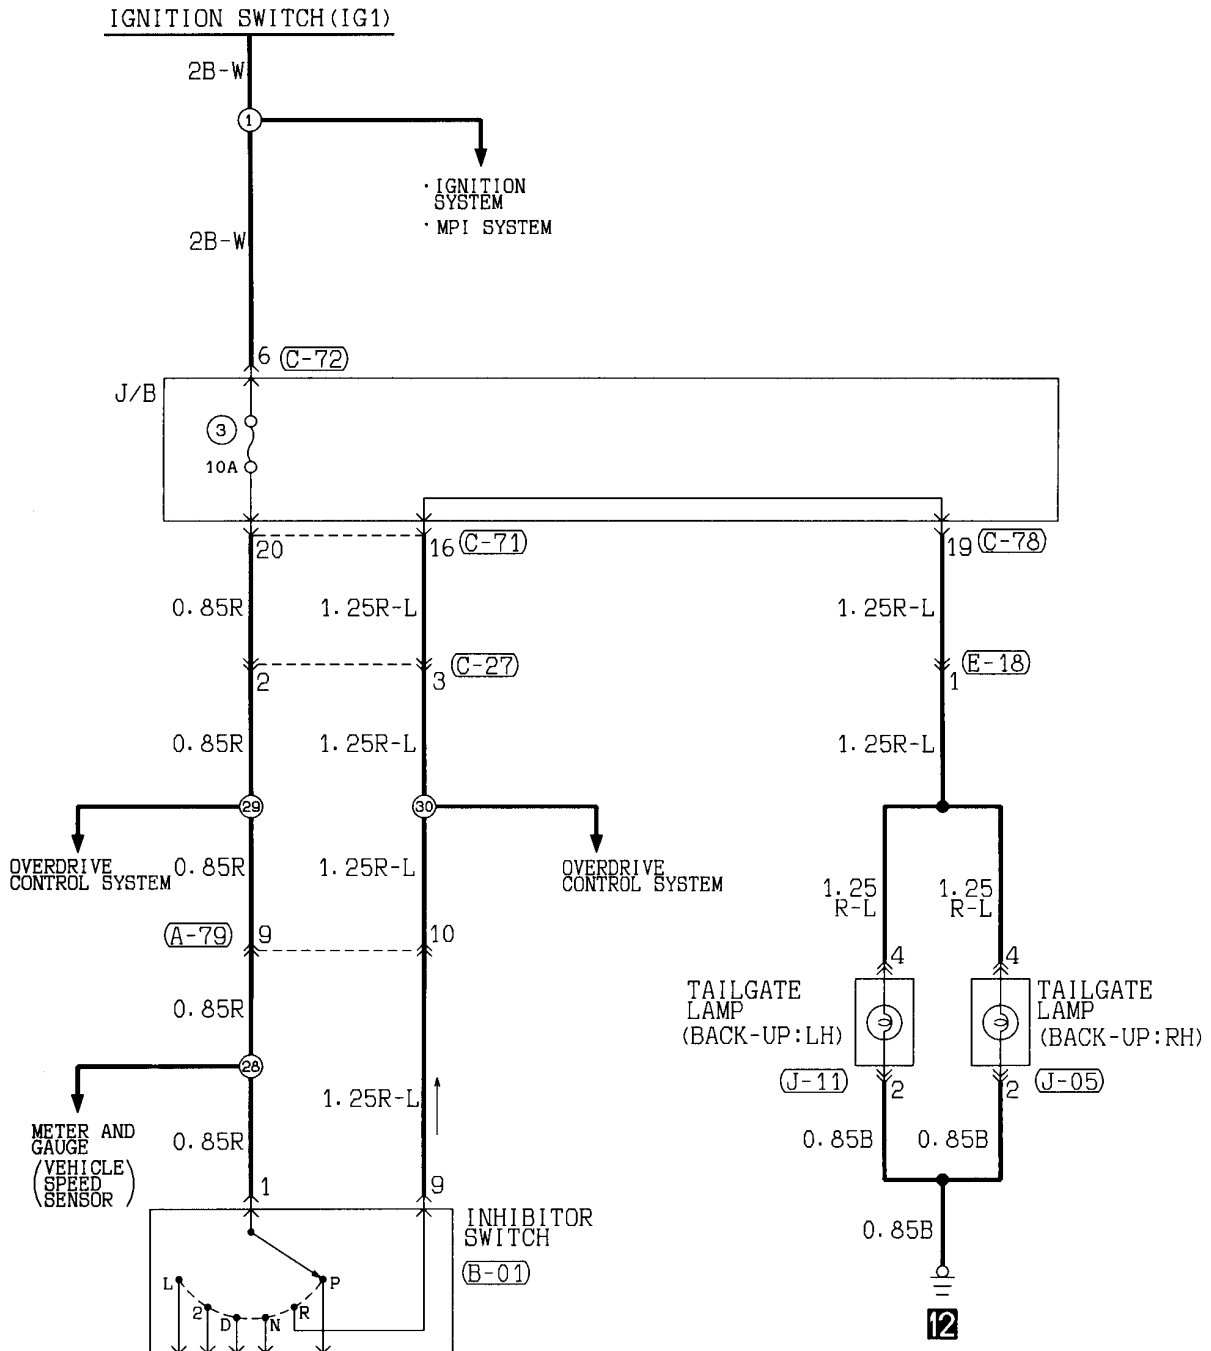 IGNITION SWITCH(IG1)
2B-W
1
· IGNITION
SYSTEM
· MPI SYSTEM
2B-W
6 C-72
J/B
3
10A
20 16 C-71 19 C-78
0.85R 1.25R-L 1.25R-L
2 3 C-27 1 E-18
0.85R 1.25R-L 1.25R-L
29 30
OVERDRIVE
CONTROL SYSTEM
0.85R 1.25R-L
OVERDRIVE
CONTROL SYSTEM
1.25
R-L
1.25
R-L
A-79 9 10
4 4
0.85R
TAILGATE
LAMP
(BACK-UP:LH)
TAILGATE
LAMP
(BACK-UP:RH)
28
J-11 2 2 J-05
1.25R-L
METER AND
GAUGE
(VEHICLE
SPEED
SENSOR)
0.85R
0.85B 0.85B
1 9
INHIBITOR
SWITCH
B-01
0.85B
L 2 D N R P
12